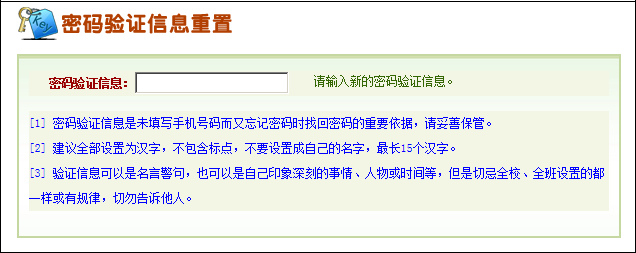 Key
密码验证信息重置
密码验证信息： 请输入新的密码验证信息。
[1] 密码验证信息是未填写手机号码而又忘记密码时找回密码的重要依据，请妥善保管。
[2] 建议全部设置为汉字，不包含标点，不要设置成自己的名字，最长15个汉字。
[3] 验证信息可以是名言警句，也可以是自己印象深刻的事情、人物或时间等，但是切忌全校、全班设置的都
一样或有规律，切勿告诉他人。